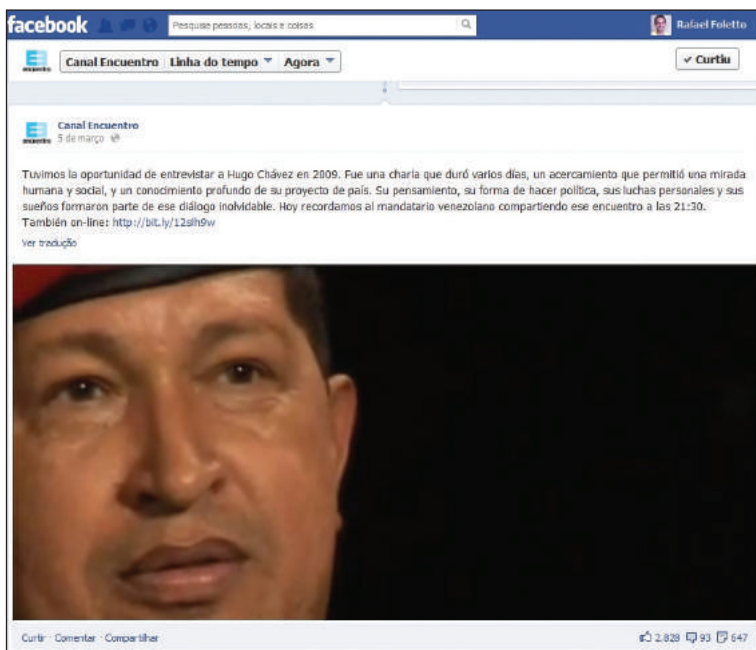 facebook Pesquise pessoas, locais e coisas Rafael Foletto
encuentro Canal Encuentro Linha do tempo Agora ✓ Curtiu
Canal Encuentro
encuentro 5 de março
Tuvimos la oportunidad de entrevistar a Hugo Chávez en 2009. Fue una charla que duró varios días, un acercamiento que permitió una mirada
humana y social, y un conocimiento profundo de su proyecto de país. Su pensamiento, su forma de hacer política, sus luchas personales y sus
sueños formaron parte de ese diálogo inolvidable. Hoy recordamos al mandatario venezolano compartiendo ese encuentro a las 21:30.
También on-line: http://bit.ly/12slh9w
Ver tradução
Curtir · Comentar · Compartilhar 2.828 93 647